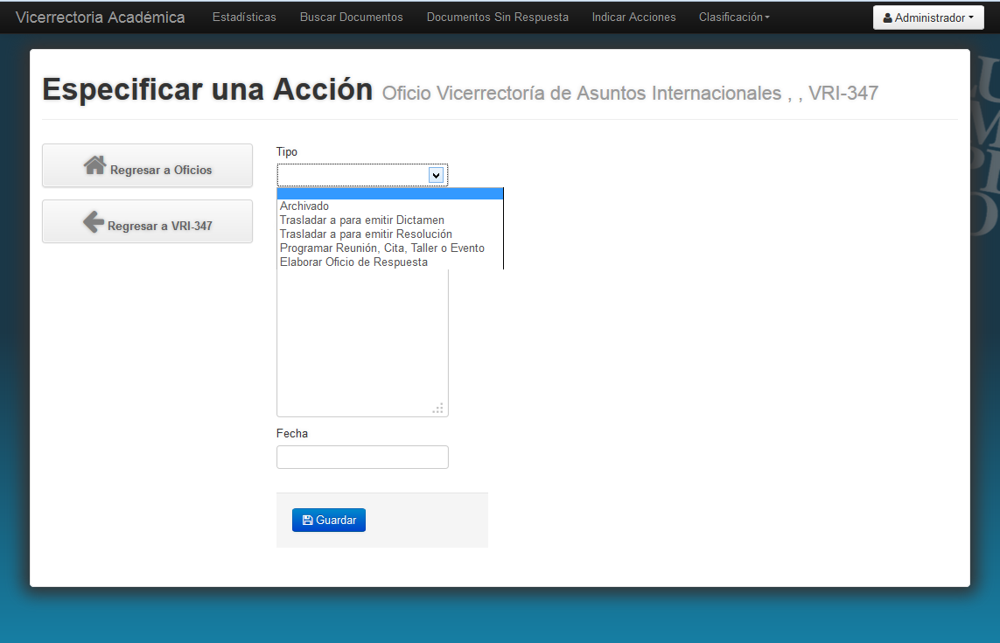 Vicerrectoria Académica Estadísticas Buscar Documentos Documentos Sin Respuesta Indicar Acciones Clasificación Administrador
Especificar una Acción Oficio Vicerrectoría de Asuntos Internacionales , , VRI-347
Regresar a Oficios
Regresar a VRI-347
Tipo
Archivado
Trasladar a para emitir Dictamen
Trasladar a para emitir Resolución
Programar Reunión, Cita, Taller o Evento
Elaborar Oficio de Respuesta
Fecha
Guardar